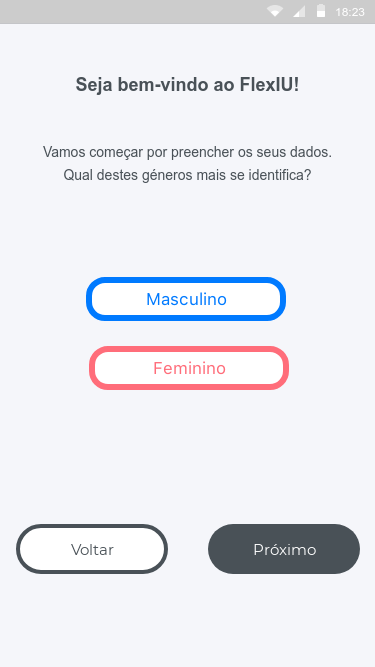 18:23
Seja bem-vindo ao FlexIU!
Vamos começar por preencher os seus dados.
Qual destes géneros mais se identifica?
Masculino
Feminino
Voltar
Próximo